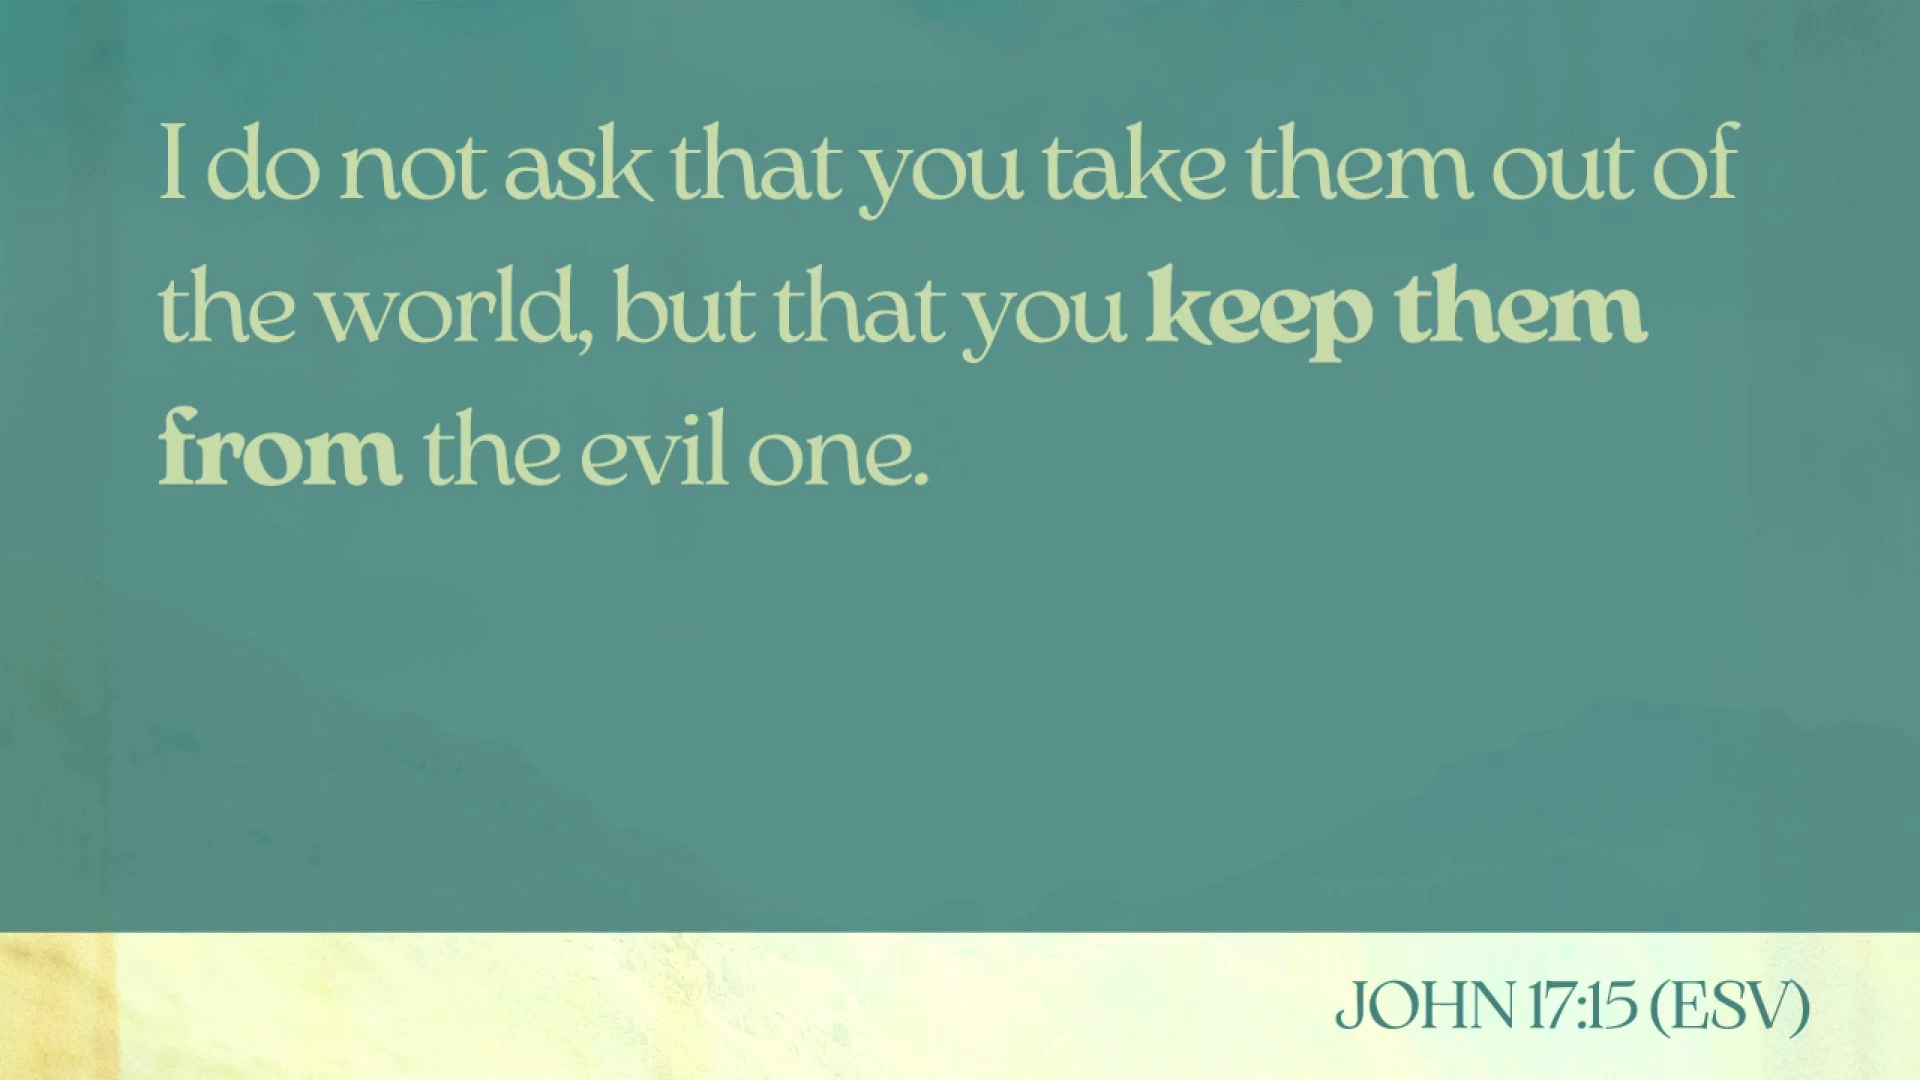 I do not ask that you take them out of
the world, but that you keep them
from the evil one.
JOHN 17:15 (ESV)